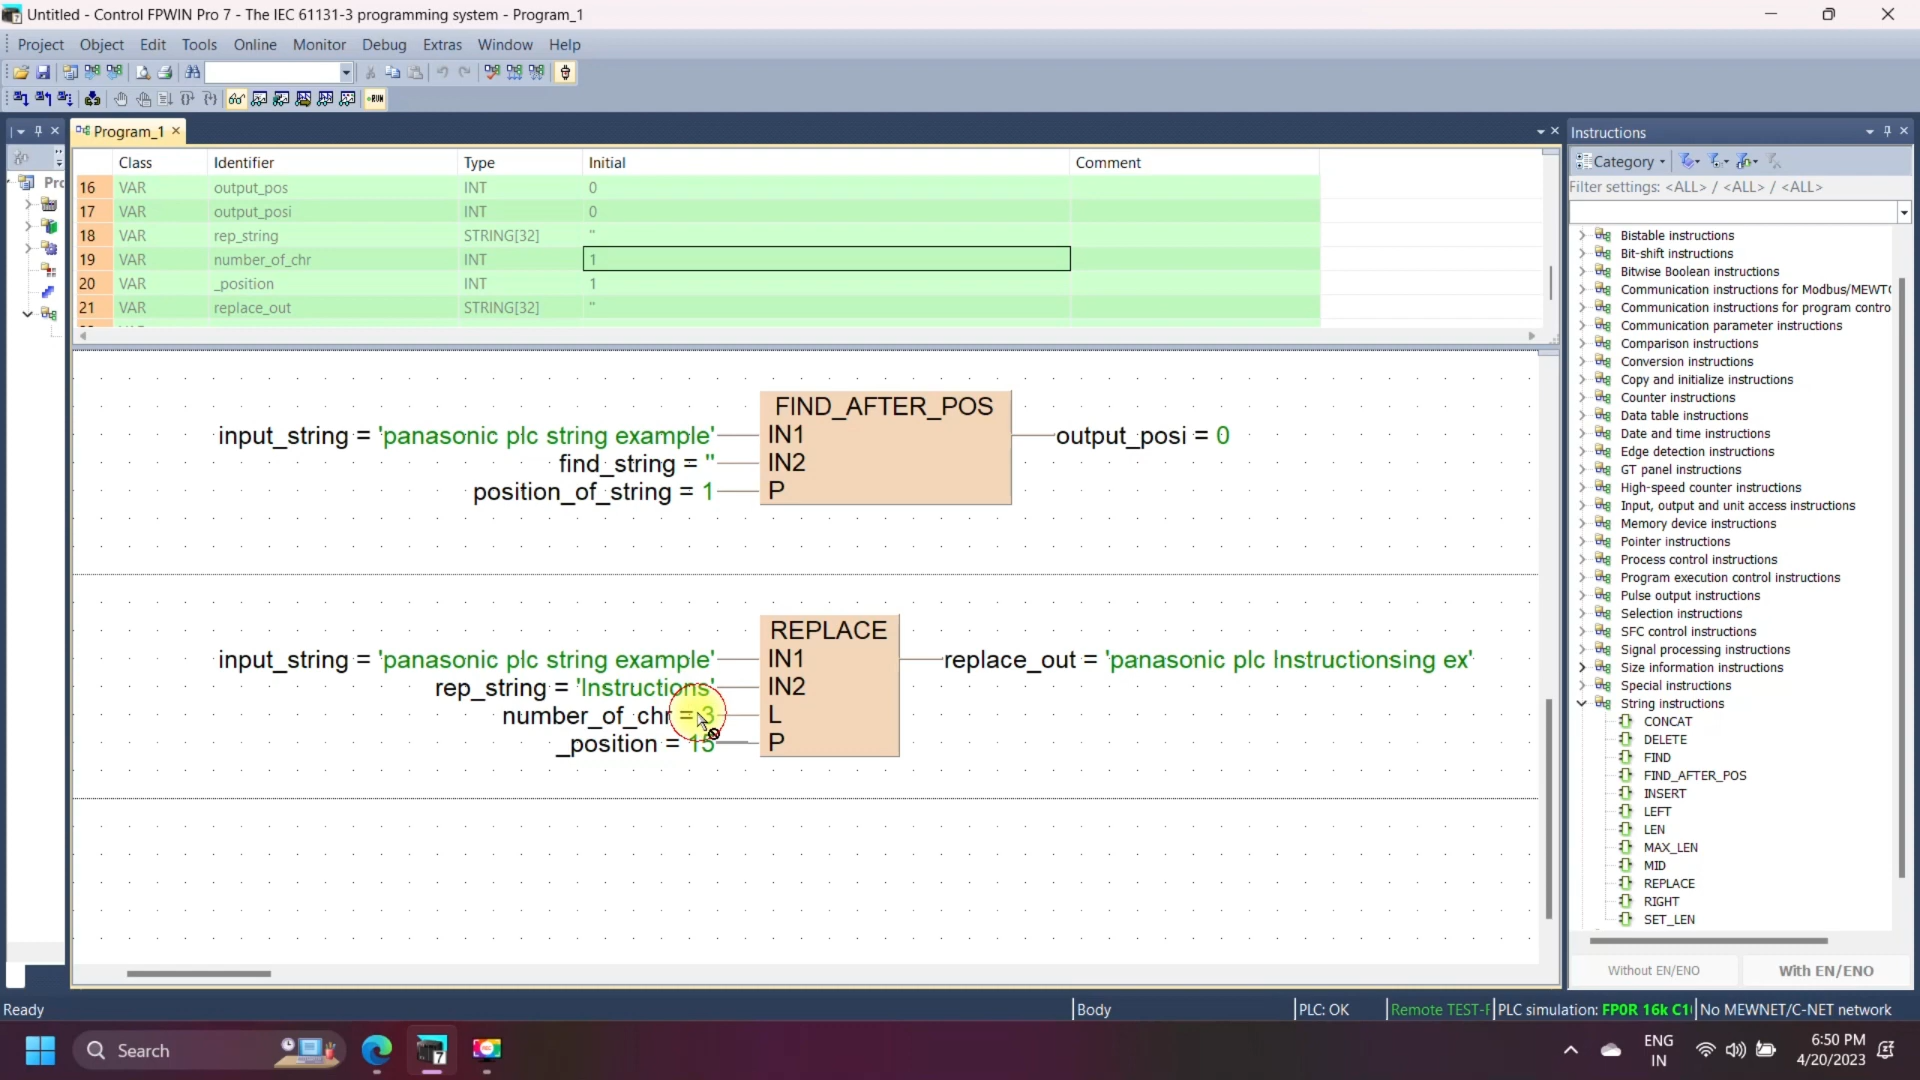 Untitled - Control FPWIN Pro 7 - The IEC 61131-3 programming system - Program_1
Project Object Edit Tools Online Monitor Debug Extras Window Help
Program_1
Class Identifier Type Initial Comment
16 VAR output_pos INT 0
17 VAR output_posi INT 0
18 VAR rep_string STRING[32] ''
19 VAR number_of_chr INT 1
20 VAR _position INT 1
21 VAR replace_out STRING[32] ''
FIND_AFTER_POS
input_string = 'panasonic plc string example' IN1 output_posi = 0
find_string = '' IN2
position_of_string = 1 P
REPLACE
input_string = 'panasonic plc string example' IN1 replace_out = 'panasonic plc Instructionsing ex'
rep_string = 'Instructions' IN2
number_of_chr = 3 L
_position = 15 P
Instructions
Category
Filter settings: <ALL> / <ALL> / <ALL>
Bistable instructions
Bit-shift instructions
Bitwise Boolean instructions
Communication instructions for Modbus/MEWT
Communication instructions for program contro
Communication parameter instructions
Comparison instructions
Conversion instructions
Copy and initialize instructions
Counter instructions
Data table instructions
Date and time instructions
Edge detection instructions
GT panel instructions
High-speed counter instructions
Input, output and unit access instructions
Memory device instructions
Pointer instructions
Process control instructions
Program execution control instructions
Pulse output instructions
Selection instructions
SFC control instructions
Signal processing instructions
Size information instructions
Special instructions
String instructions
CONCAT
DELETE
FIND
FIND_AFTER_POS
INSERT
LEFT
LEN
MAX_LEN
MID
REPLACE
RIGHT
SET_LEN
Without EN/ENO With EN/ENO
Ready Body PLC: OK Remote TEST-F PLC simulation: FP0R 16k C1 No MEWNET/C-NET network
Search
ENG
IN
6:50 PM
4/20/2023